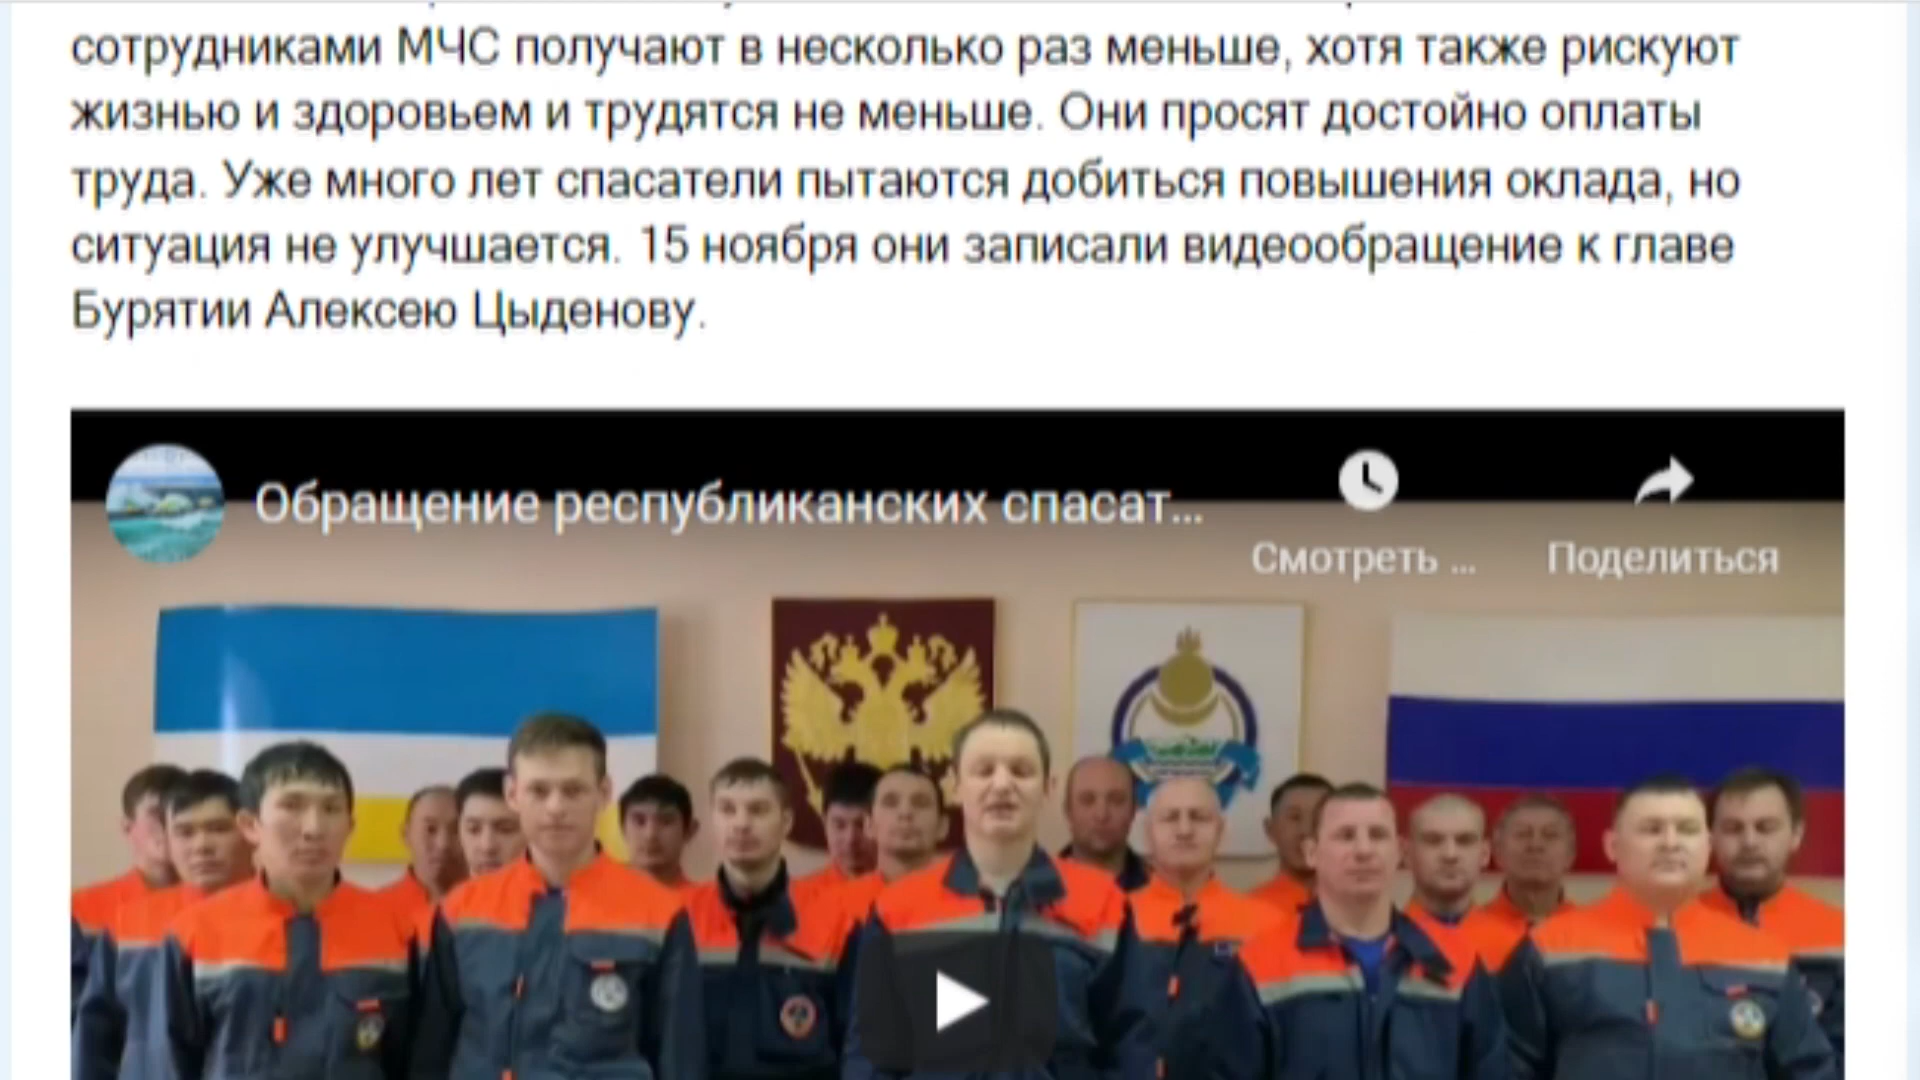 сотрудниками МЧС получают в несколько раз меньше, хотя также рискуют
жизнью и здоровьем и трудятся не меньше. Они просят достойно оплаты
труда. Уже много лет спасатели пытаются добиться повышения оклада, но
ситуация не улучшается. 15 ноября они записали видеообращение к главе
Бурятии Алексею Цыденову.
Обращение республиканских спасат...
Смотреть ...
Поделиться